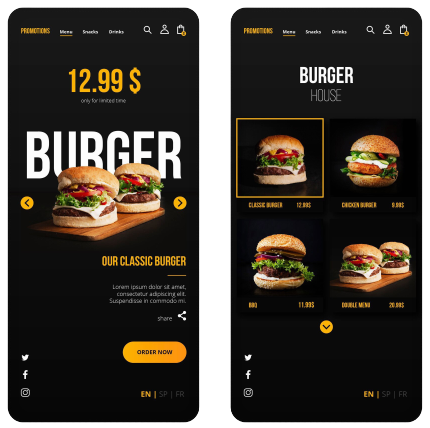 PROMOTIONS Menu Snacks Drinks
12.99 $
only for limited time
BURGER
OUR CLASSIC BURGER
Lorem ipsum dolor sit amet,
consectetur adipiscing elit.
Suspendisse in commodo mi.
share
ORDER NOW
EN | SP | FR
PROMOTIONS Menu Snacks Drinks
BURGER
HOUSE
CLASSIC BURGER 12.99$
CHICKEN BURGER 9.99$
BBQ 11.99$
DOUBLE MENU 20.99$
EN | SP | FR